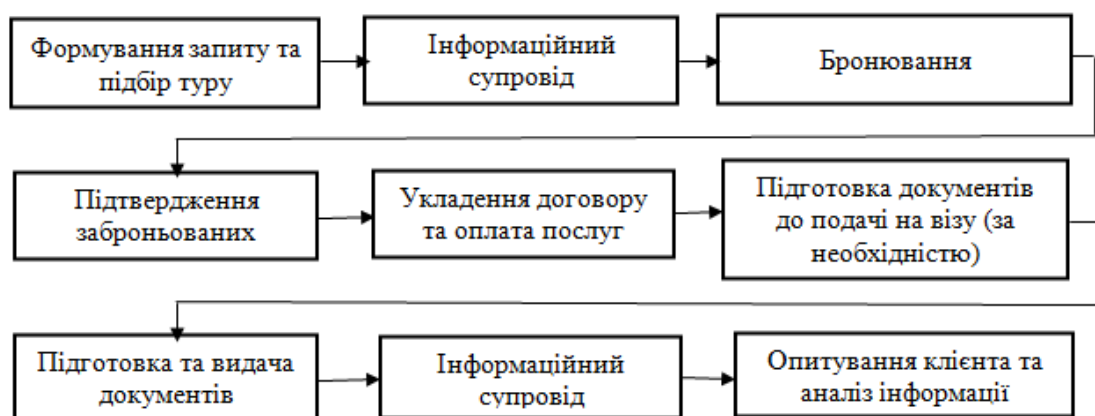 Формування запиту та
підбір туру
Інформаційний
супровід
Бронювання
Підтвердження
заброньованих
Укладення договору
та оплата послуг
Підготовка документів
до подачі на візу (за
необхідністю)
Підготовка та видача
документів
Інформаційний
супровід
Опитування клієнта та
аналіз інформації